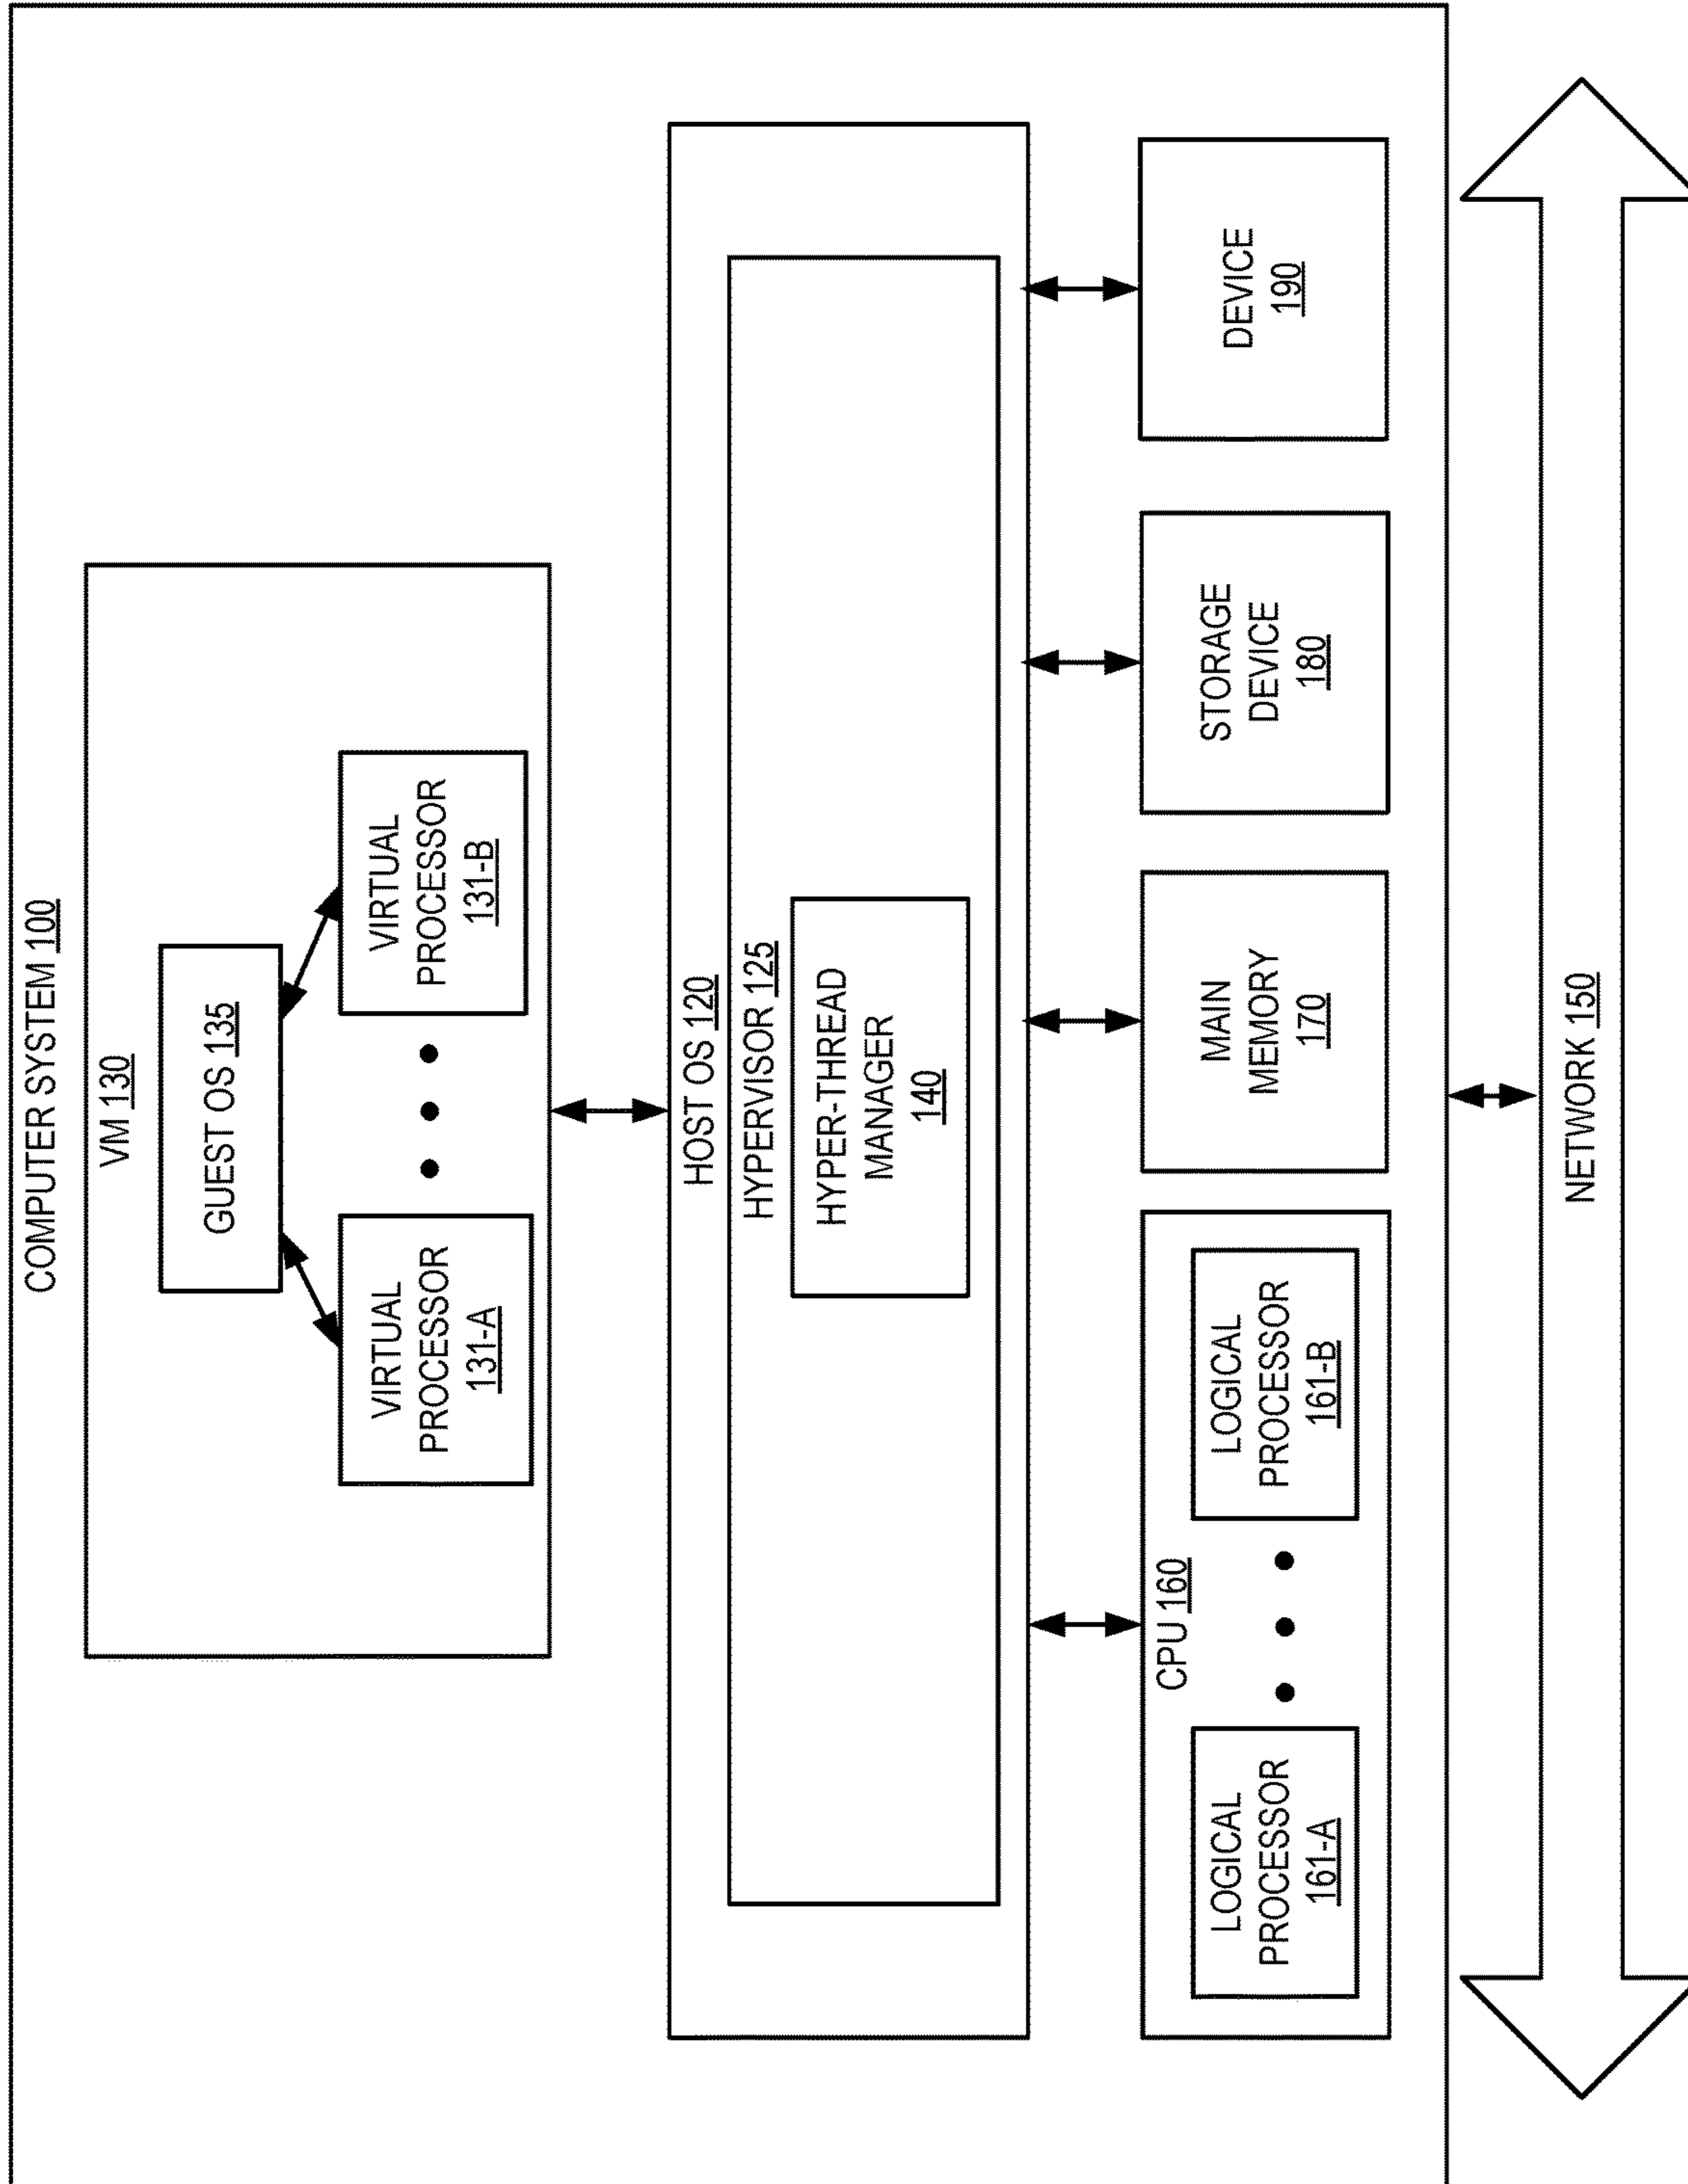 COMPUTER SYSTEM 100
VM 130
GUEST OS 135
VIRTUAL
PROCESSOR
131-A
VIRTUAL
PROCESSOR
131-B
HOST OS 120
HYPERVISOR 125
HYPER-THREAD
MANAGER
140
CPU 160
LOGICAL
PROCESSOR
161-A
LOGICAL
PROCESSOR
161-B
MAIN
MEMORY
170
STORAGE
DEVICE
180
DEVICE
190
NETWORK 150